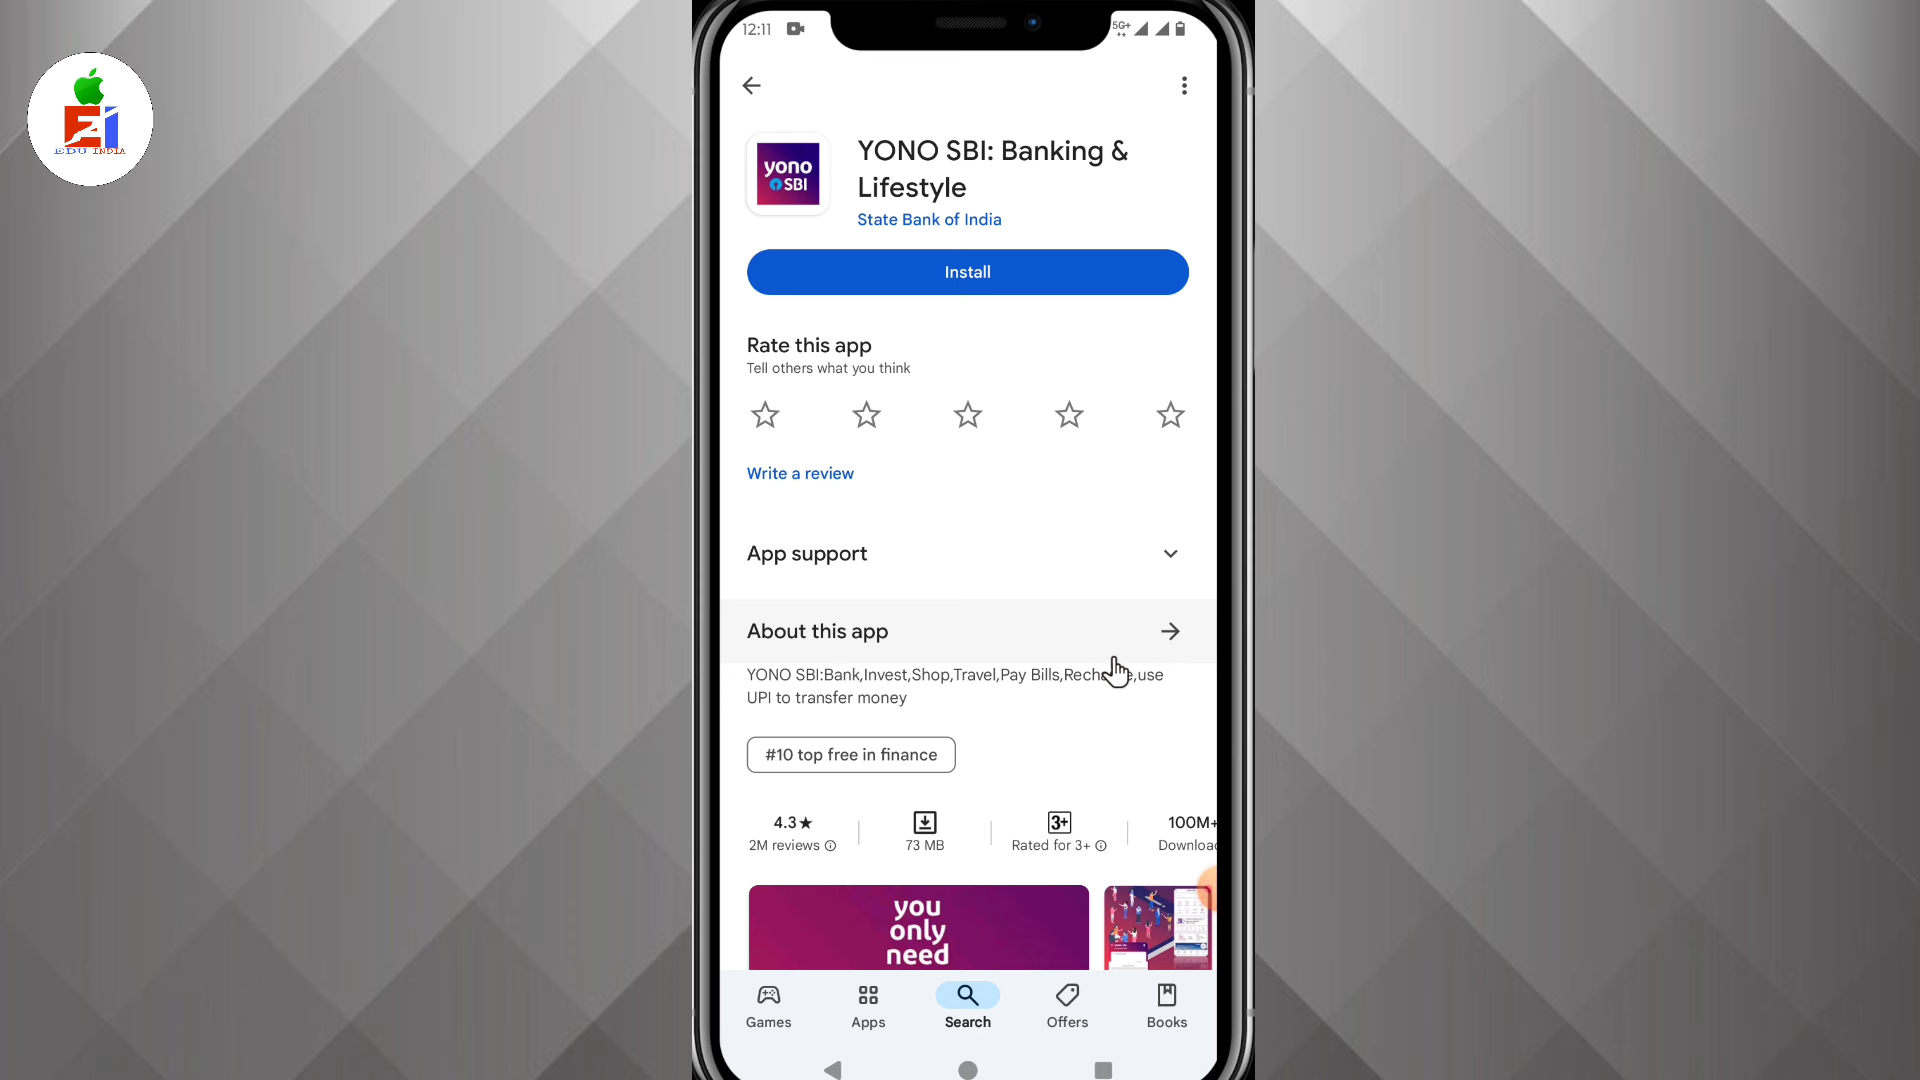 EDU INDIA
12:11
5G+
YONO SBI: Banking &
Lifestyle
yono
SBI
State Bank of India
Install
Rate this app
Tell others what you think
Write a review
App support
About this app
YONO SBI:Bank,Invest,Shop,Travel,Pay Bills,Rech e,use
UPI to transfer money
#10 top free in finance
4.3★
2M reviews
73 MB
3+
Rated for 3+
100M+
Downloa
you
only
need
Games
Apps
Search
Offers
Books